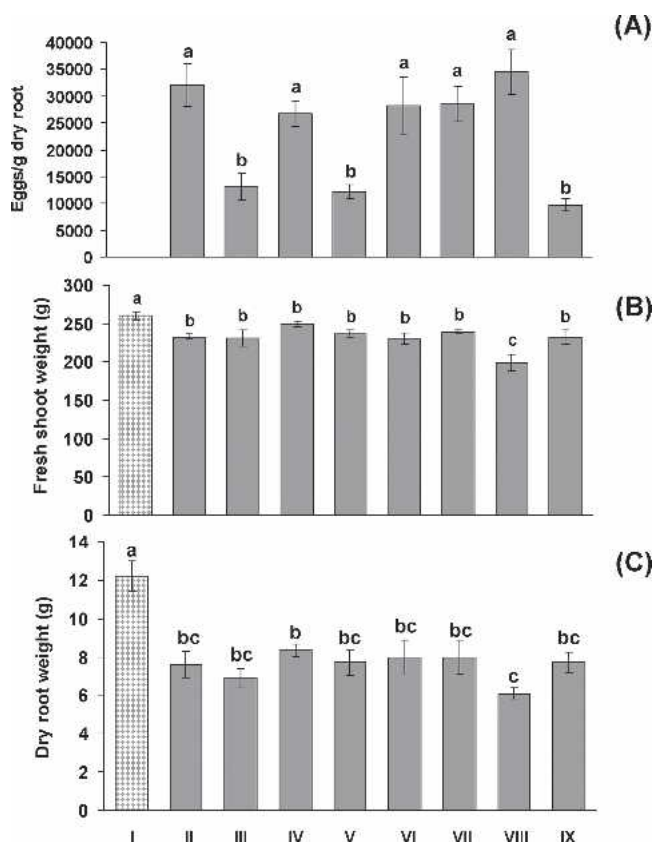 (A)
Eggs/g dry root
40000
35000
30000
25000
20000
15000
10000
5000
0
a
b
a
b
a
a
a
b
(B)
Fresh shoot weight (g)
300
250
200
150
100
50
0
a
b
b
b
b
b
b
c
b
(C)
Dry root weight (g)
14
12
10
8
6
4
2
0
a
bc
bc
b
bc
bc
bc
c
bc
I II III IV V VI VII VIII IX